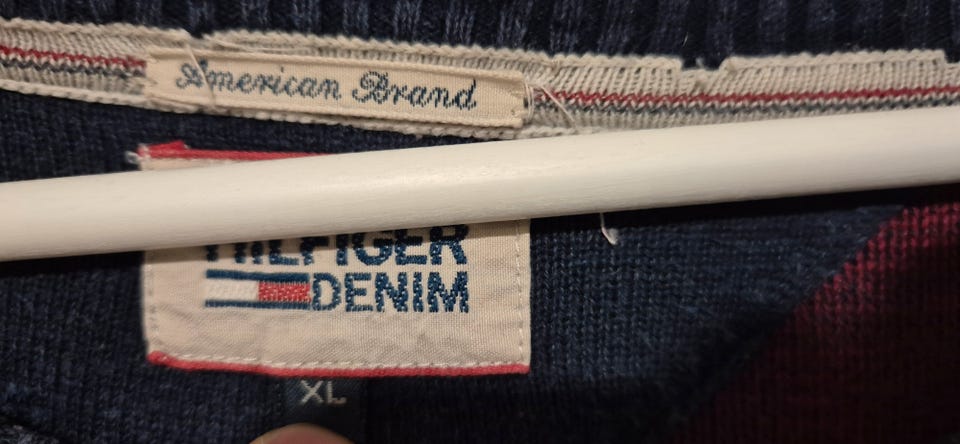 American Brand
HILFIGER
DENIM
XL